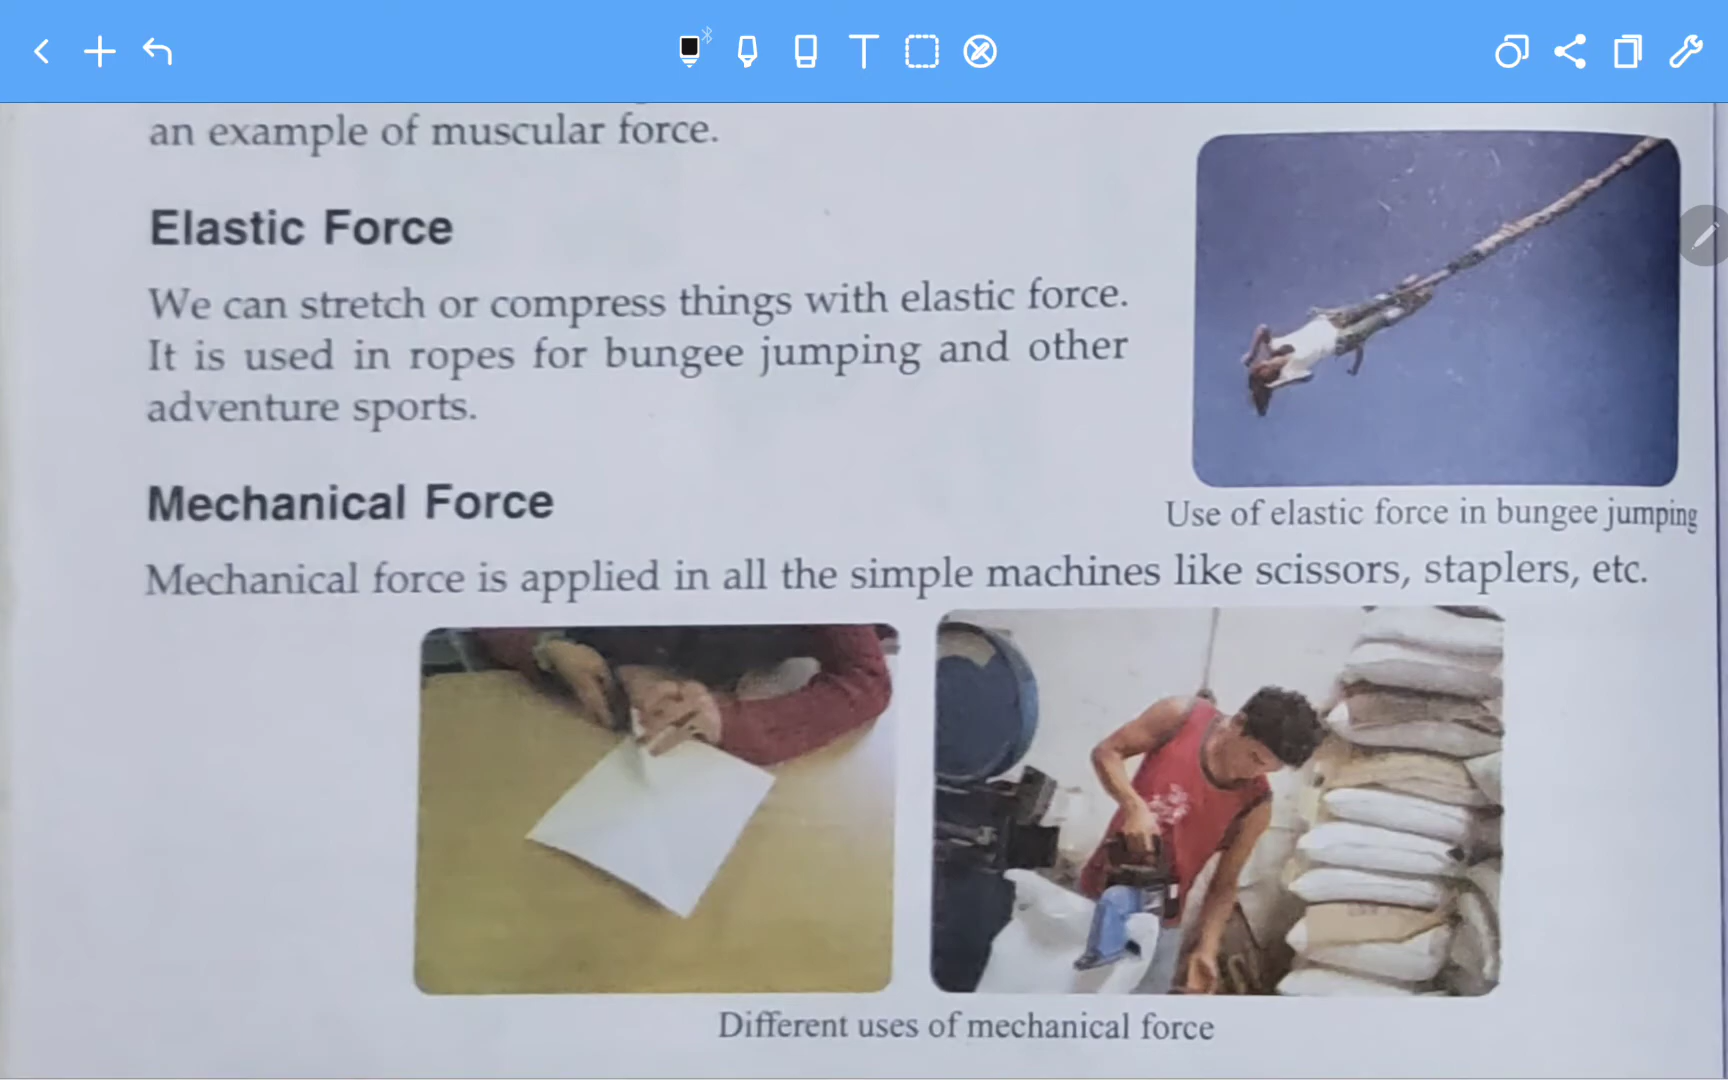 an example of muscular force.
Elastic Force
We can stretch or compress things with elastic force.
It is used in ropes for bungee jumping and other
adventure sports.
Use of elastic force in bungee jumping
Mechanical Force
Mechanical force is applied in all the simple machines like scissors, staplers, etc.
Different uses of mechanical force